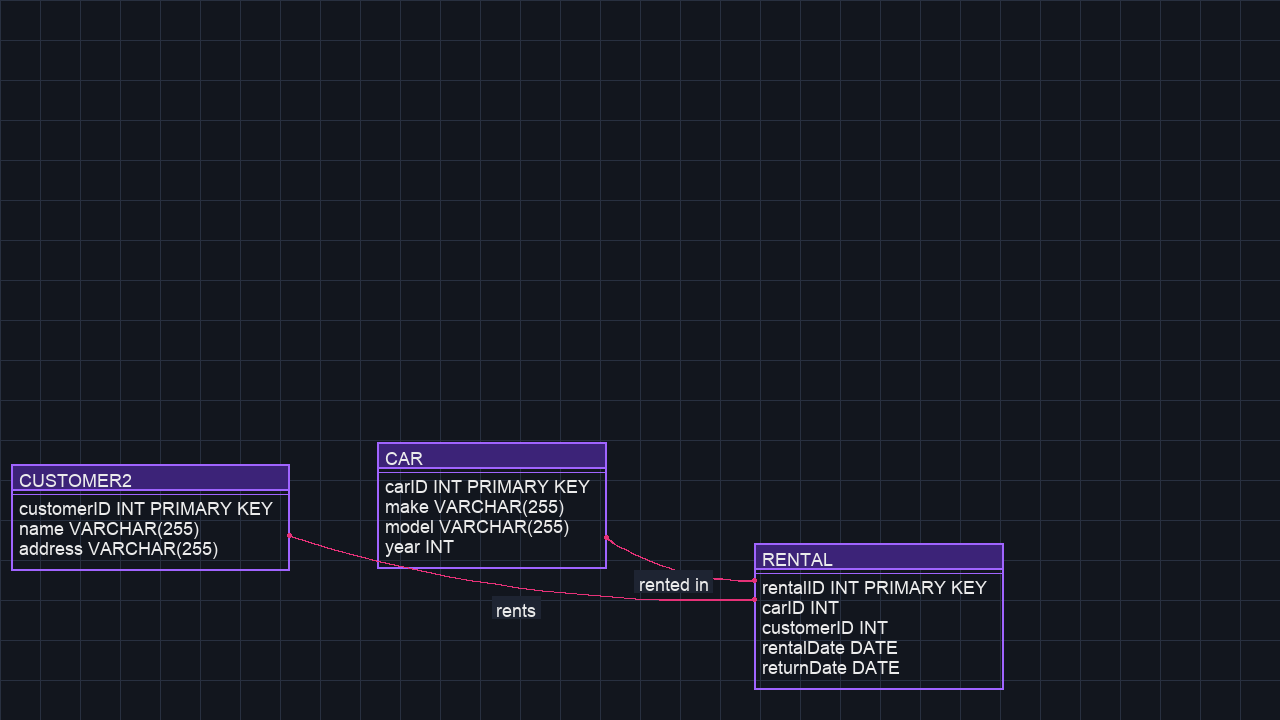 CUSTOMER2
customerID INT PRIMARY KEY
name VARCHAR(255)
address VARCHAR(255)
CAR
carID INT PRIMARY KEY
make VARCHAR(255)
model VARCHAR(255)
year INT
rents
rented in
RENTAL
rentalID INT PRIMARY KEY
carID INT
customerID INT
rentalDate DATE
returnDate DATE